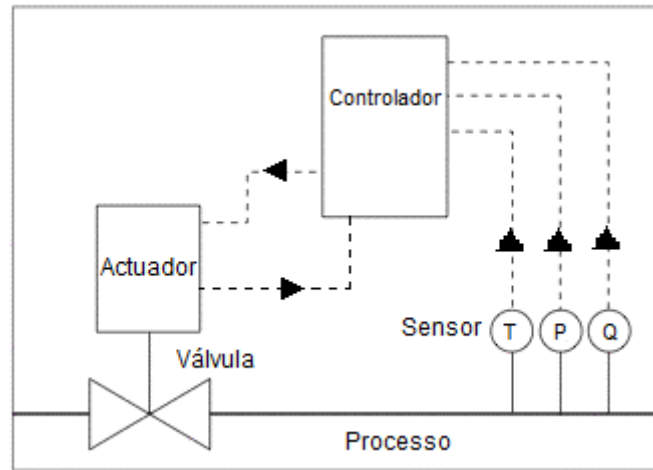 Controlador
Actuador
Válvula
Sensor T P Q
Processo